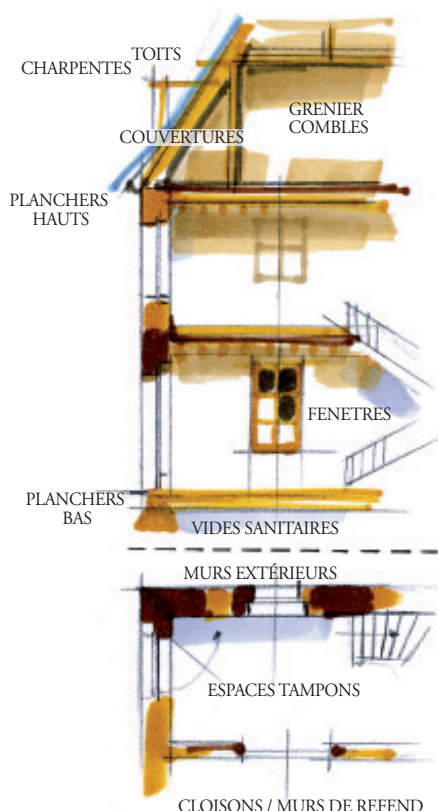 TOITS
CHARPENTES
GRENIER
COMBLES
COUVERTURES
PLANCHERS
HAUTS
FENETRES
PLANCHERS
BAS
VIDES SANITAIRES
MURS EXTÉRIEURS
ESPACES TAMPONS
CLOISONS / MURS DE REFEND